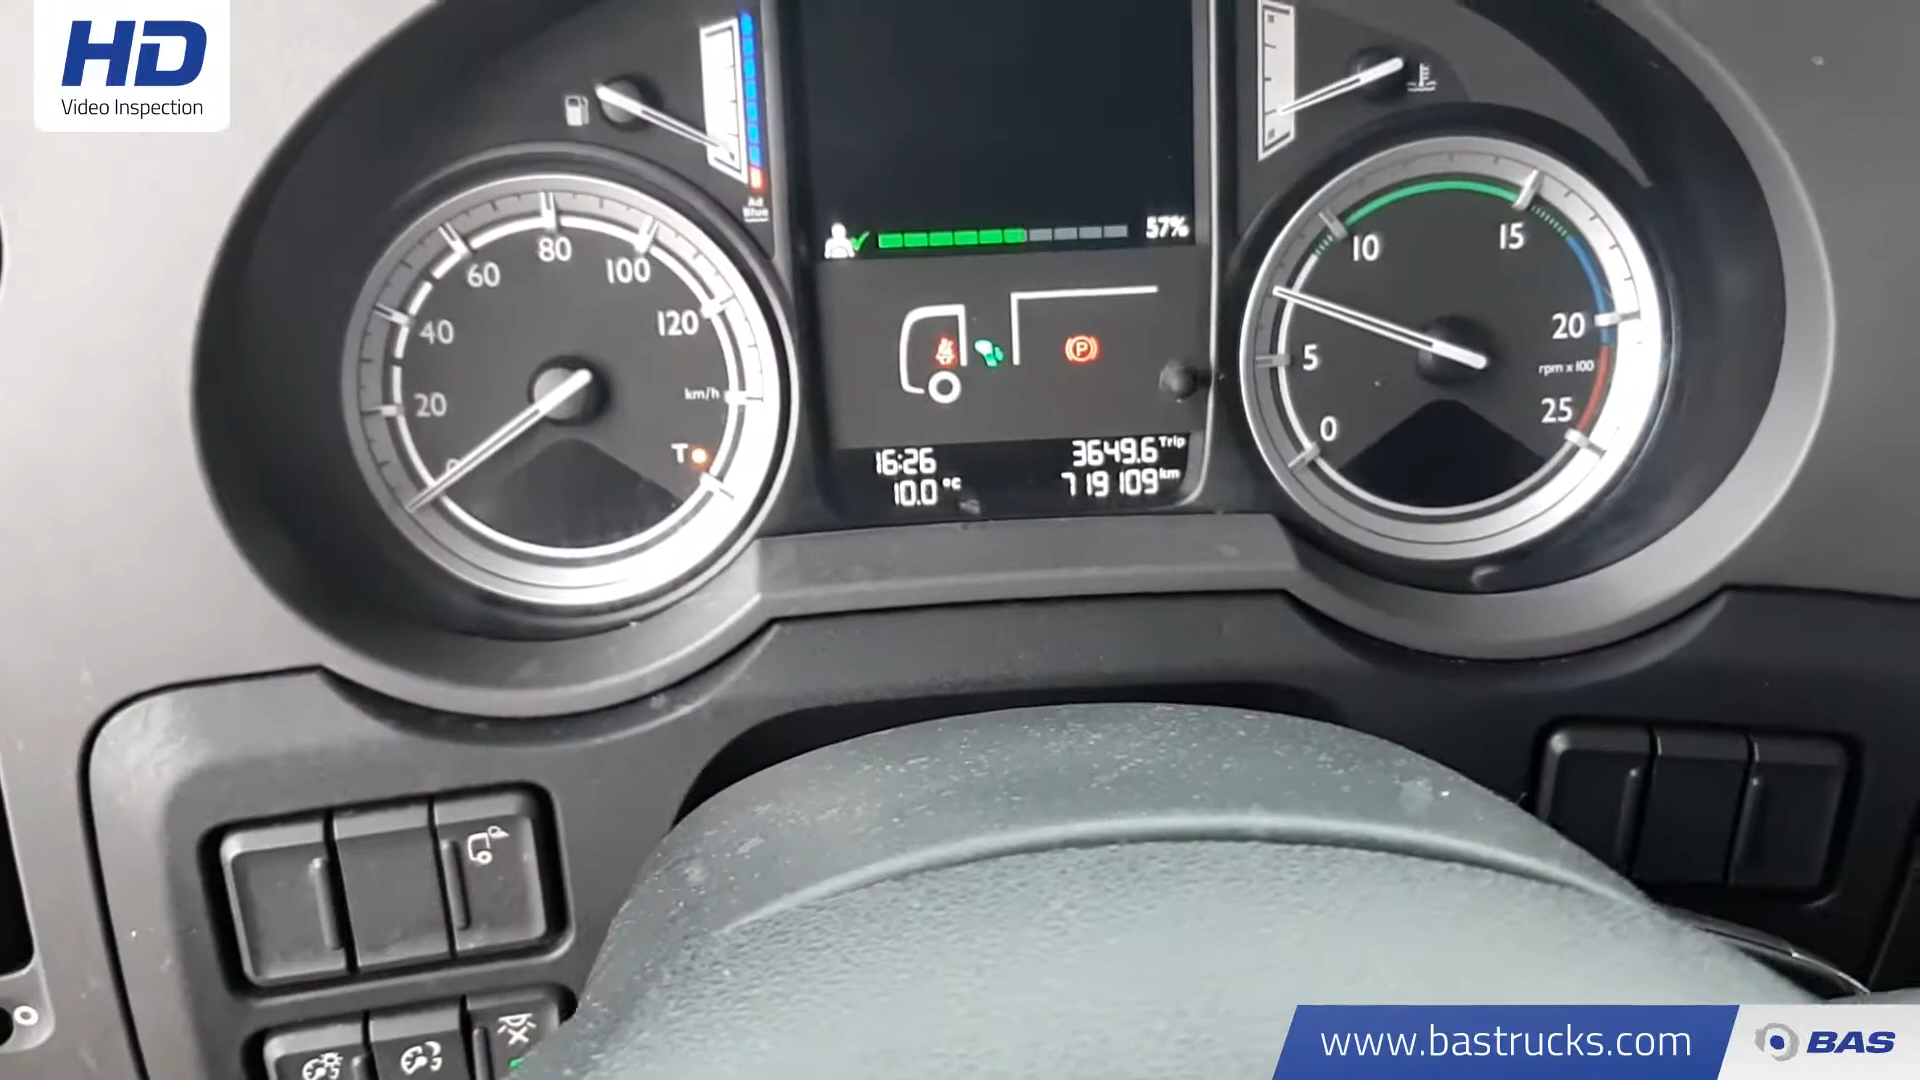 HD
Video Inspection
Ad
Blue
57%
0
20
40
60
80
100
120
km/h
T
P
16:26
10.0 °C
3649.6 Trip
719109 km
0
5
10
15
20
25
rpm x 100
www.bastrucks.com
BAS